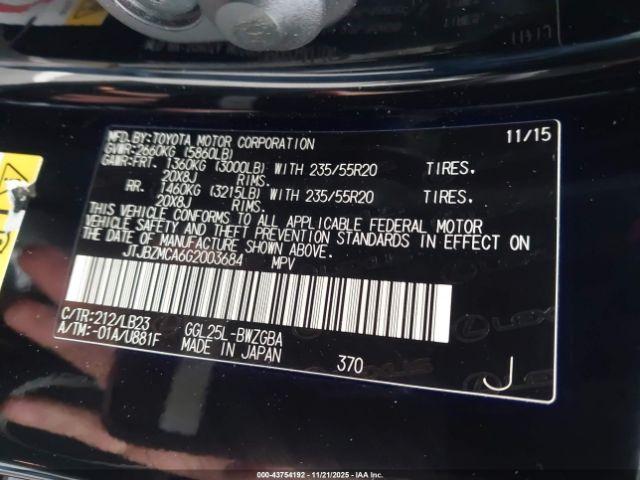 MFD.BY:TOYOTA MOTOR CORPORATION 11/15
GVWR:2660KG (5860LB)
GAWR:FRT. 1360KG (3000LB) WITH 235/55R20 TIRES.
20X8J RIMS.
RR. 1460KG (3215LB) WITH 235/55R20 TIRES.
20X8J RIMS.
THIS VEHICLE CONFORMS TO ALL APPLICABLE FEDERAL MOTOR
VEHICLE SAFETY AND THEFT PREVENTION STANDARDS IN EFFECT ON
THE DATE OF MANUFACTURE SHOWN ABOVE.
JTJBZMCA6G2003684 MPV
C/TR:212/LB23 GGL25L-BWZGBA
A/TM:-01A/U881F MADE IN JAPAN 370 J
LEXUS
000-43754192 - 11/21/2025 - IAA